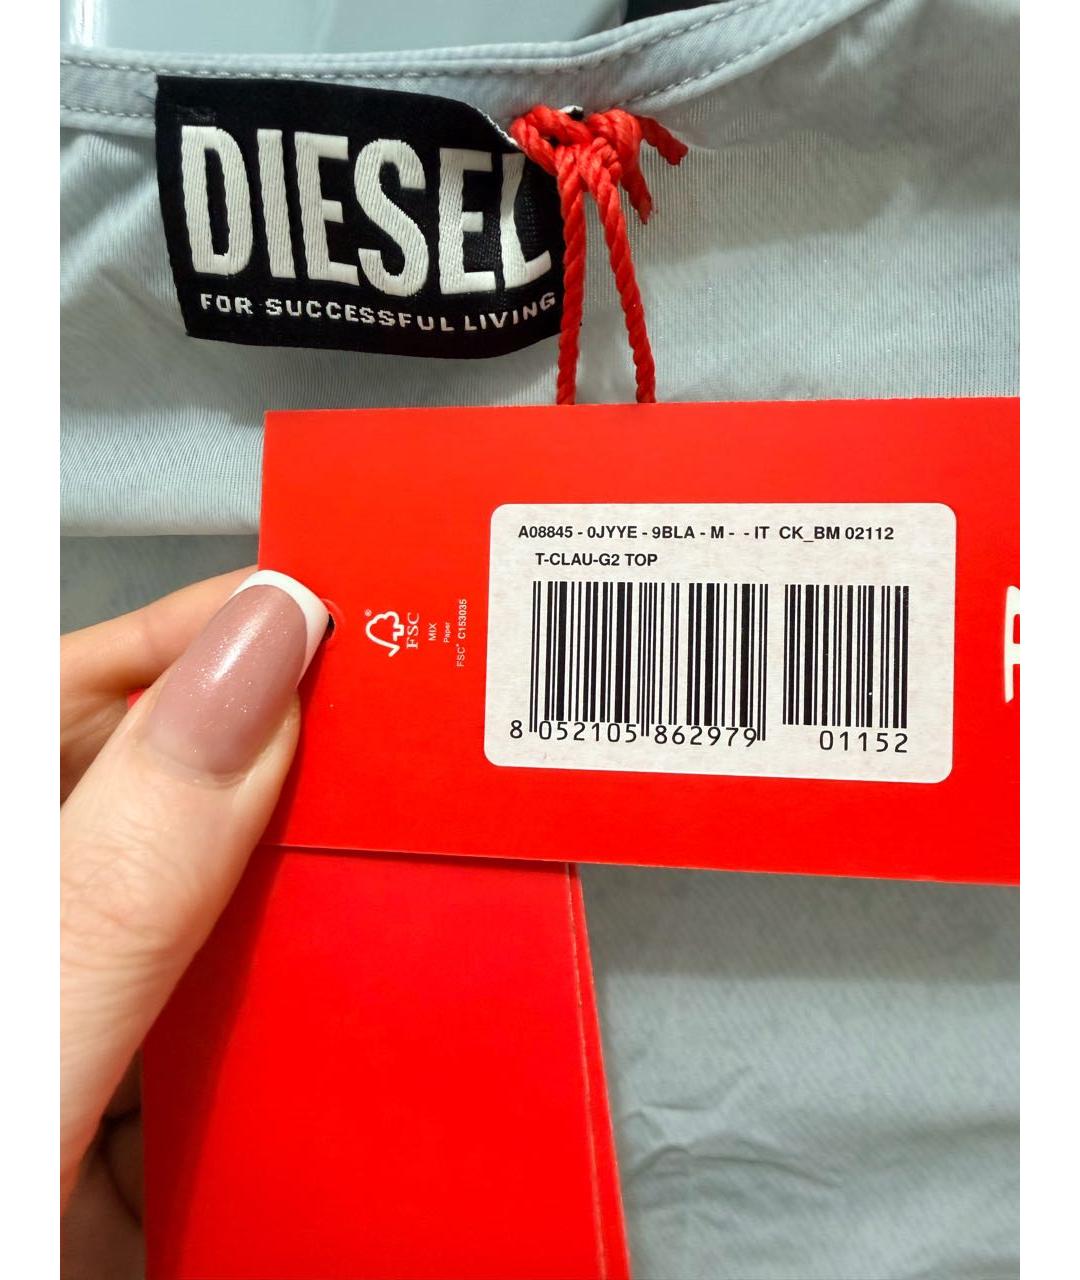 DIESEL
FOR SUCCESSFUL LIVING
A08845 - 0JYYE - 9BLA - M - - IT CK_BM 02112
T-CLAU-G2 TOP
8 052105 862979 01152
FSC
MIX
Paper
FSC® C153035